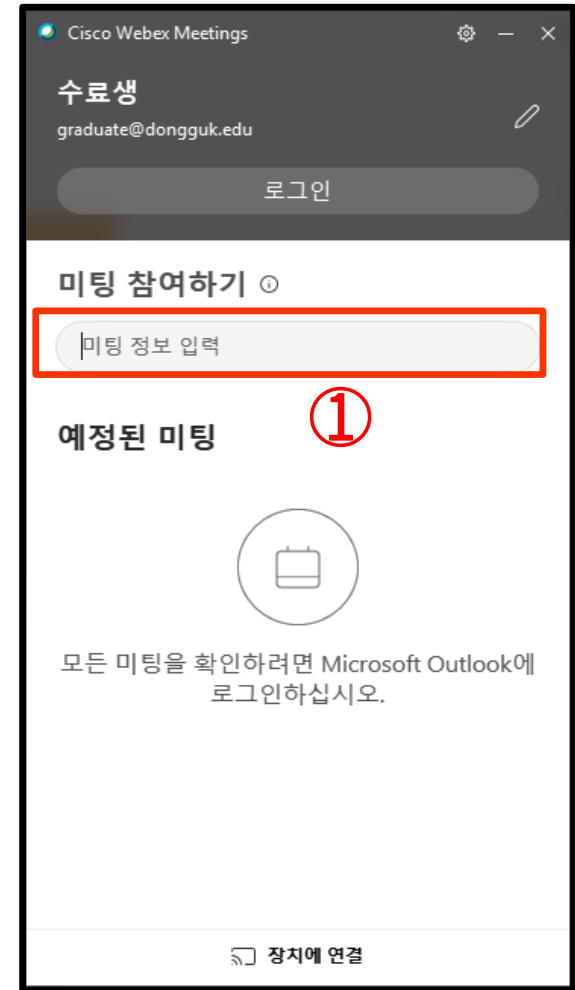 Cisco Webex Meetings
수료생
graduate@dongguk.edu
로그인
미팅 참여하기
미팅 정보 입력
①
예정된 미팅
모든 미팅을 확인하려면 Microsoft Outlook에
로그인하십시오.
장치에 연결